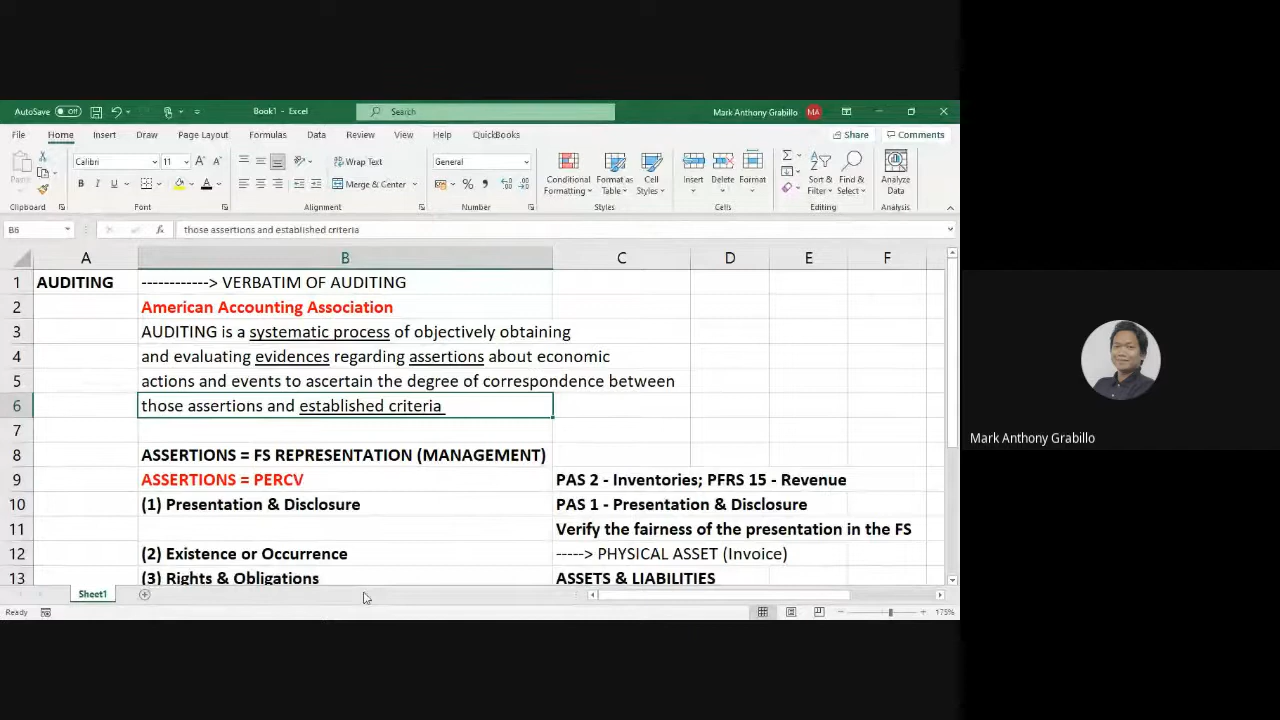 AutoSave Off Book1 - Excel Search Mark Anthony Grabillo MA
File Home Insert Draw Page Layout Formulas Data Review View Help QuickBooks Share Comments
Paste Calibri 11 A A Wrap Text General Conditional Formatting Format as Table Cell Styles Insert Delete Format Sort & Filter Find & Select Analyze Data
B I U A Merge & Center % 
Clipboard Font Alignment Number Styles Cells Editing Analysis
B6 fx those assertions and established criteria
A B C D E F
1 AUDITING ------------> VERBATIM OF AUDITING
2 American Accounting Association
3 AUDITING is a systematic process of objectively obtaining
4 and evaluating evidences regarding assertions about economic
5 actions and events to ascertain the degree of correspondence between
6 those assertions and established criteria
7
8 ASSERTIONS = FS REPRESENTATION (MANAGEMENT)
9 ASSERTIONS = PERCV PAS 2 - Inventories; PFRS 15 - Revenue
10 (1) Presentation & Disclosure PAS 1 - Presentation & Disclosure
11 Verify the fairness of the presentation in the FS
12 (2) Existence or Occurrence -----> PHYSICAL ASSET (Invoice)
13 (3) Rights & Obligations ASSETS & LIABILITIES
Sheet1
Ready 175%
Mark Anthony Grabillo